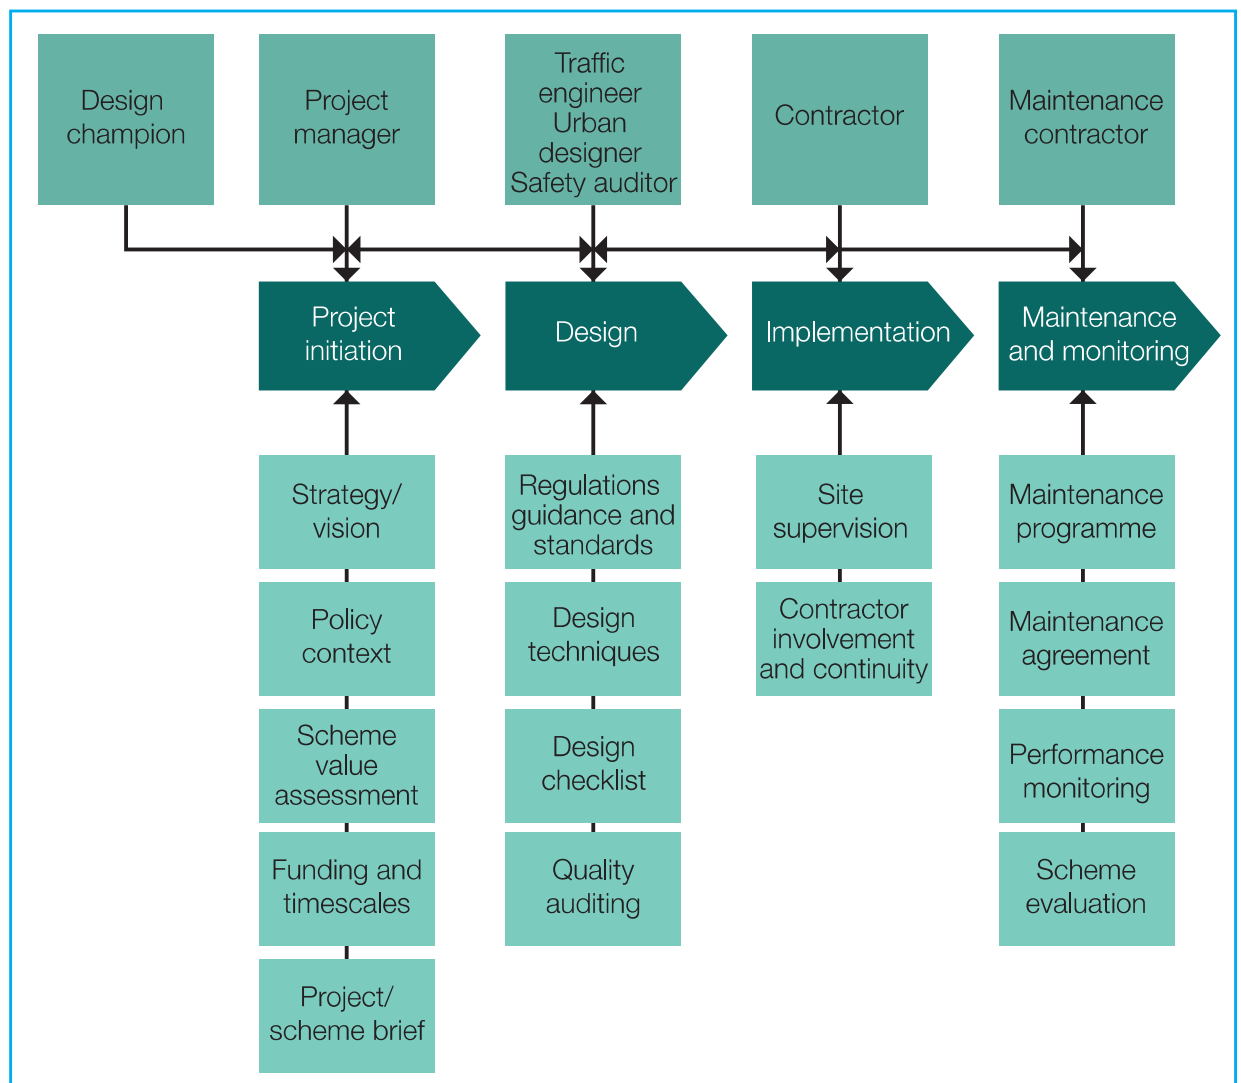 Design
champion
Project
manager
Traffic
engineer
Urban
designer
Safety auditor
Contractor
Maintenance
contractor
Project
initiation
Design
Implementation
Maintenance
and monitoring
Strategy/
vision
Policy
context
Scheme
value
assessment
Funding and
timescales
Project/
scheme brief
Regulations
guidance and
standards
Design
techniques
Design
checklist
Quality
auditing
Site
supervision
Contractor
involvement
and continuity
Maintenance
programme
Maintenance
agreement
Performance
monitoring
Scheme
evaluation